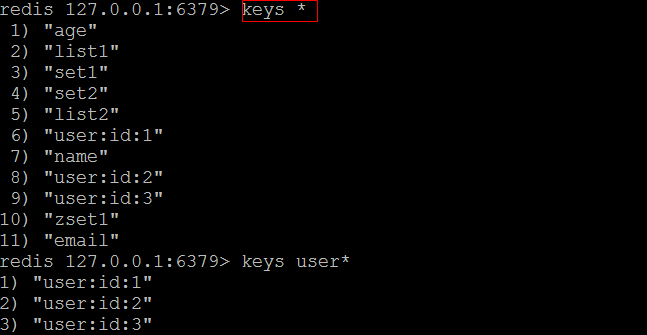 redis 127.0.0.1:6379> keys *
 1) "age"
 2) "list1"
 3) "set1"
 4) "set2"
 5) "list2"
 6) "user:id:1"
 7) "name"
 8) "user:id:2"
 9) "user:id:3"
10) "zset1"
11) "email"
redis 127.0.0.1:6379> keys user*
1) "user:id:1"
2) "user:id:2"
3) "user:id:3"